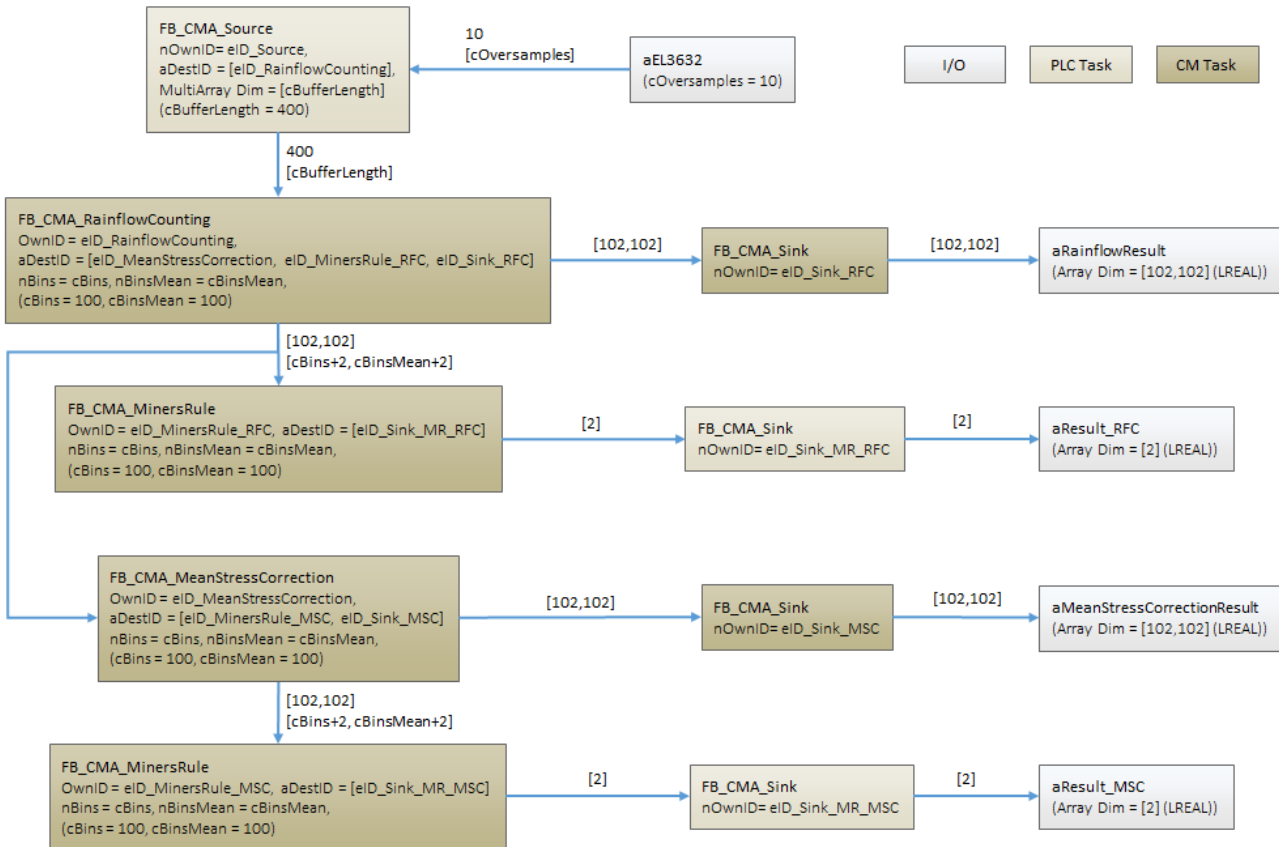 FB_CMA_Source
nOwnID= eID_Source,
aDestID = [eID_RainflowCounting],
MultiArray Dim = [cBufferLength]
(cBufferLength = 400)
10
[cOversamples]
aEL3632
(cOversamples = 10)
I/O
PLC Task
CM Task
400
[cBufferLength]
FB_CMA_RainflowCounting
OwnID = eID_RainflowCounting,
aDestID = [eID_MeanStressCorrection, eID_MinersRule_RFC, eID_Sink_RFC]
nBins = cBins, nBinsMean = cBinsMean,
(cBins = 100, cBinsMean = 100)
[102,102]
FB_CMA_Sink
nOwnID= eID_Sink_RFC
[102,102]
aRainflowResult
(Array Dim = [102,102] (LREAL))
[102,102]
[cBins+2, cBinsMean+2]
FB_CMA_MinersRule
OwnID = eID_MinersRule_RFC, aDestID = [eID_Sink_MR_RFC]
nBins = cBins, nBinsMean = cBinsMean,
(cBins = 100, cBinsMean = 100)
[2]
FB_CMA_Sink
nOwnID= eID_Sink_MR_RFC
[2]
aResult_RFC
(Array Dim = [2] (LREAL))
FB_CMA_MeanStressCorrection
OwnID = eID_MeanStressCorrection,
aDestID = [eID_MinersRule_MSC, eID_Sink_MSC]
nBins = cBins, nBinsMean = cBinsMean,
(cBins = 100, cBinsMean = 100)
[102,102]
FB_CMA_Sink
nOwnID= eID_Sink_MSC
[102,102]
aMeanStressCorrectionResult
(Array Dim = [102,102] (LREAL))
[102,102]
[cBins+2, cBinsMean+2]
FB_CMA_MinersRule
OwnID = eID_MinersRule_MSC, aDestID = [eID_Sink_MR_MSC]
nBins = cBins, nBinsMean = cBinsMean,
(cBins = 100, cBinsMean = 100)
[2]
FB_CMA_Sink
nOwnID= eID_Sink_MR_MSC
[2]
aResult_MSC
(Array Dim = [2] (LREAL))